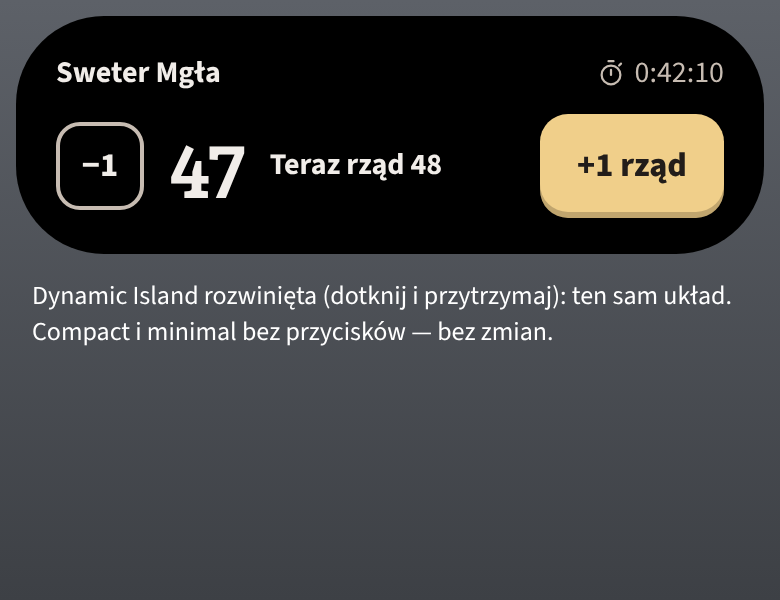 Sweter Mgła
0:42:10
−1
47
Teraz rząd 48
+1 rząd
Dynamic Island rozwinięta (dotknij i przytrzymaj): ten sam układ.
Compact i minimal bez przycisków — bez zmian.